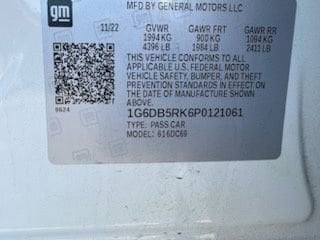 gm
MFD BY GENERAL MOTORS LLC
11/22 GVWR GAWR FRT GAWR RR
1994 KG 900 KG 1094 KG
4396 LB 1984 LB 2411 LB
THIS VEHICLE CONFORMS TO ALL
APPLICABLE U.S. FEDERAL MOTOR
VEHICLE SAFETY, BUMPER, AND THEFT
PREVENTION STANDARDS IN EFFECT
ON THE DATE OF MANUFACTURE
SHOWN ABOVE.
1G6DB5RK6P0121061
9624
TYPE: PASS CAR
MODEL: 616DC69